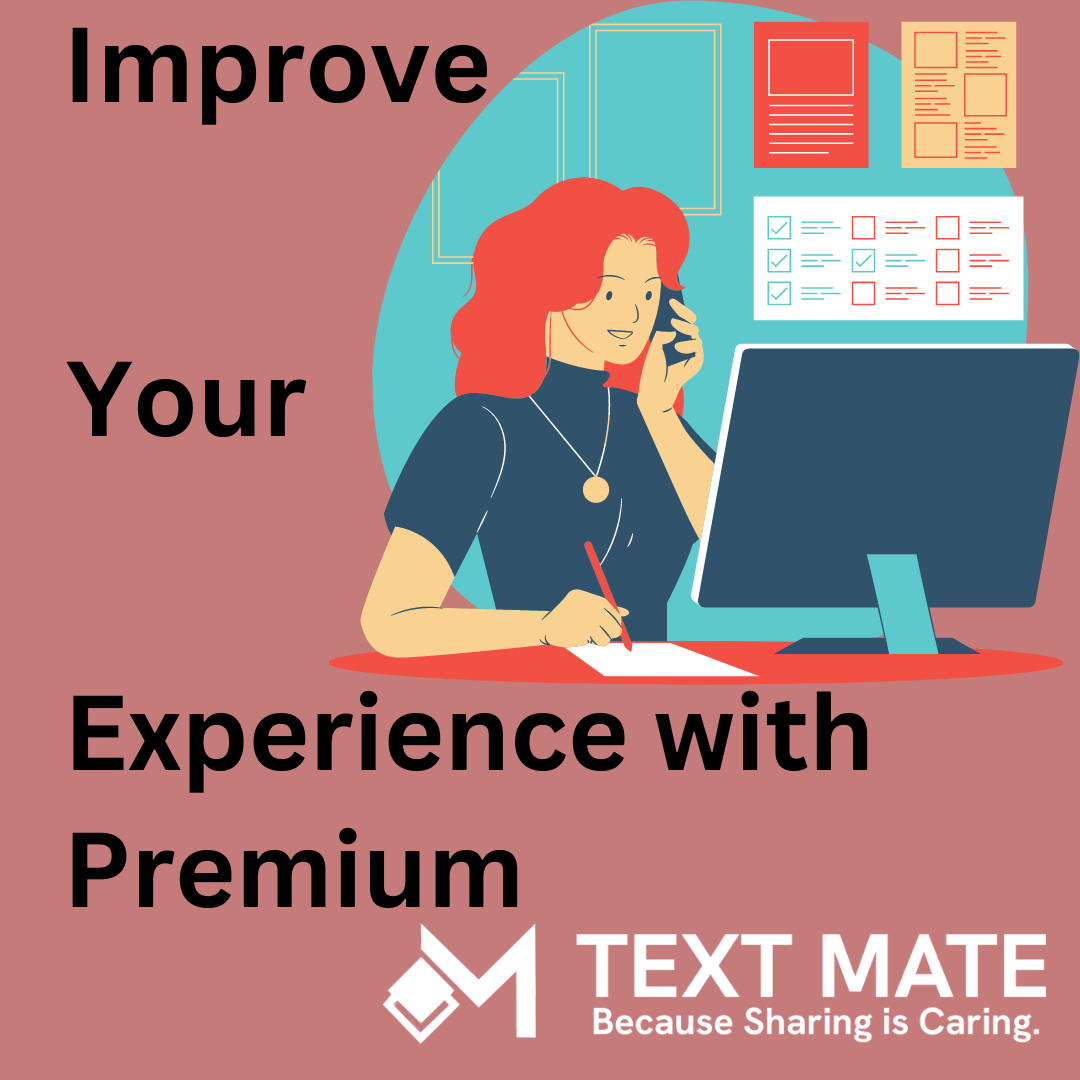 Improve
Your
Experience with
Premium
TEXT MATE
Because Sharing is Caring.